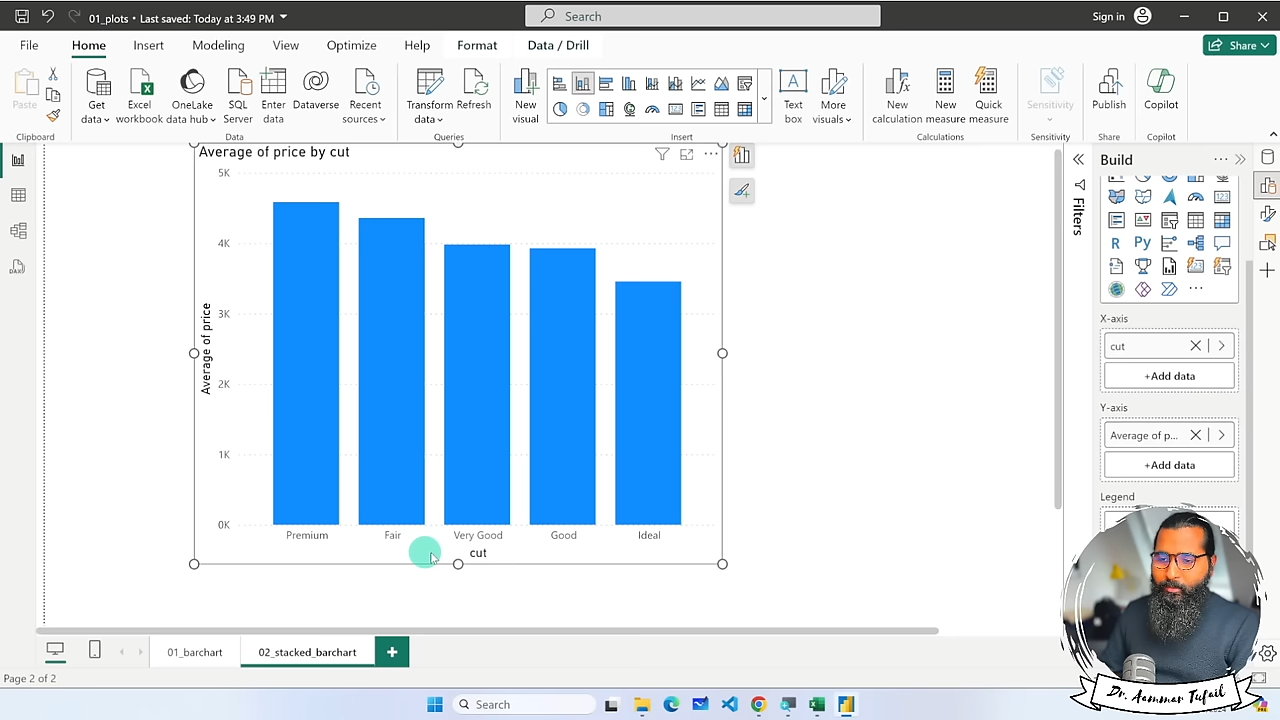 01_plots • Last saved: Today at 3:49 PM
Search
Sign in
File
Home
Insert
Modeling
View
Optimize
Help
Format
Data / Drill
Share
Paste
Get data
Excel workbook
OneLake data hub
SQL Server
Enter data
Dataverse
Recent sources
Transform data
Refresh
New visual
Text box
More visuals
New calculation
New measure
Quick measure
Sensitivity
Publish
Copilot
Clipboard
Data
Queries
Insert
Calculations
Sensitivity
Share
Copilot
Average of price by cut
5K
4K
3K
2K
1K
0K
Average of price
Premium
Fair
Very Good
Good
Ideal
cut
Filters
Build
R
Py
X-axis
cut
+Add data
Y-axis
Average of p...
+Add data
Legend
01_barchart
02_stacked_barchart
Page 2 of 2
Search
Dr. Aammar Tufail